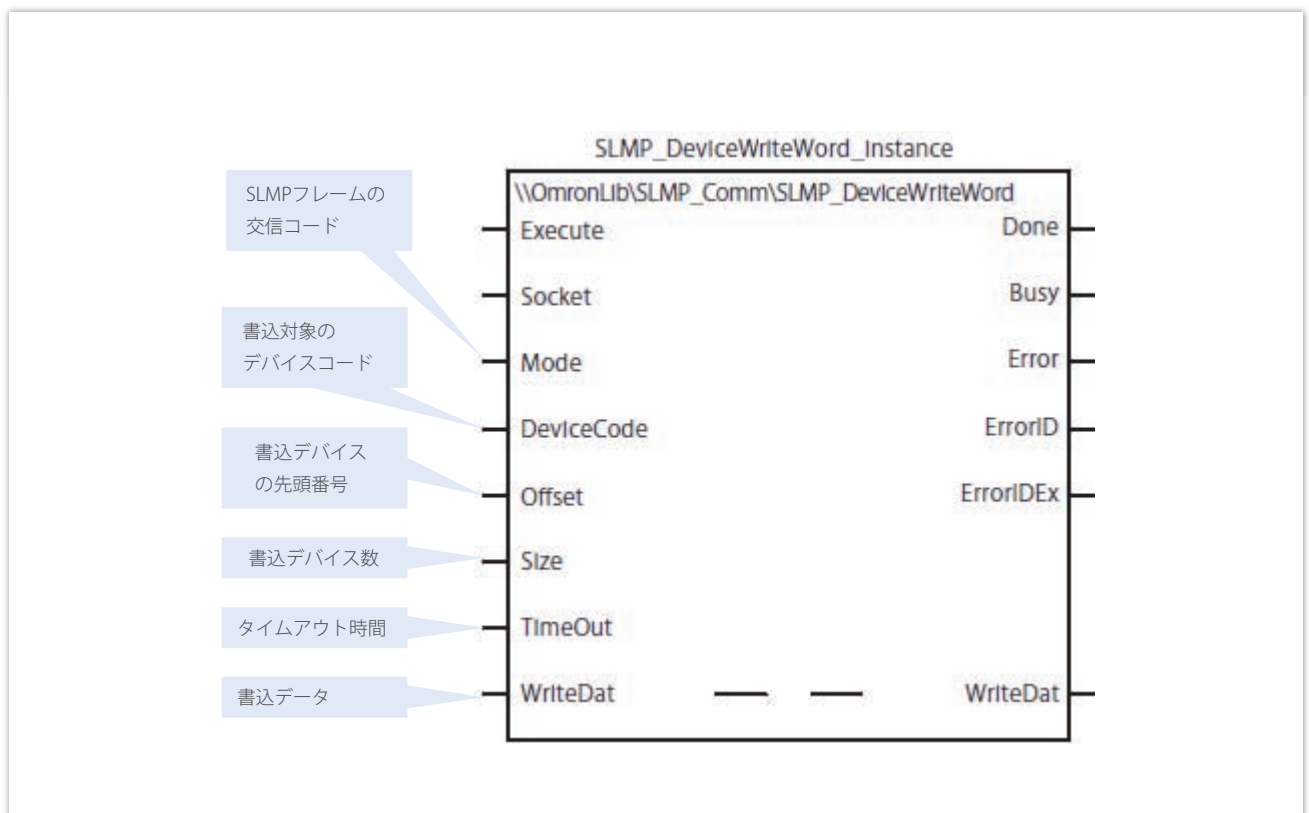 SLMP_DeviceWriteWord_Instance
\\OmronLib\SLMP_Comm\SLMP_DeviceWriteWord
SLMPフレームの
交信コード
Execute
Done
Socket
Busy
書込対象の
デバイスコード
Mode
Error
DeviceCode
ErrorID
書込デバイス
の先頭番号
Offset
ErrorIDEx
書込デバイス数
Size
タイムアウト時間
TimeOut
書込データ
WriteDat
WriteDat